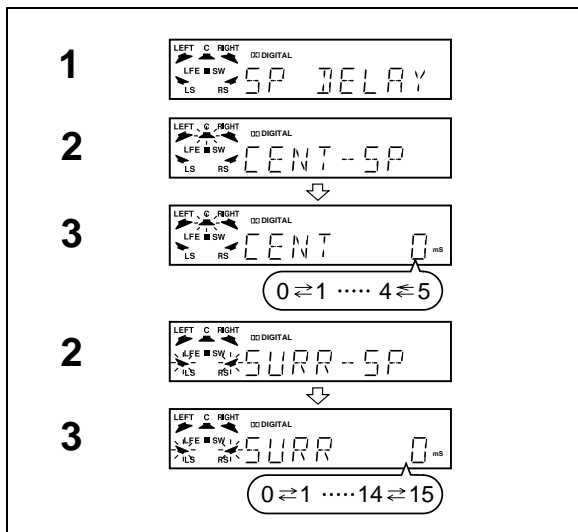 1
LEFT C RIGHT
DIGITAL
LFE SW
LS RS
SP DELAY
2
LEFT C RIGHT
DIGITAL
LFE SW
LS RS
CENT-SP
3
LEFT C RIGHT
DIGITAL
LFE SW
LS RS
CENT 0 mS
0 ⇄ 1 ····· 4 ⇄ 5
2
LEFT C RIGHT
DIGITAL
LFE SW
LS RS
SURR-SP
3
LEFT C RIGHT
DIGITAL
LFE SW
LS RS
SURR 0 mS
0 ⇄ 1 ····· 14 ⇄ 15